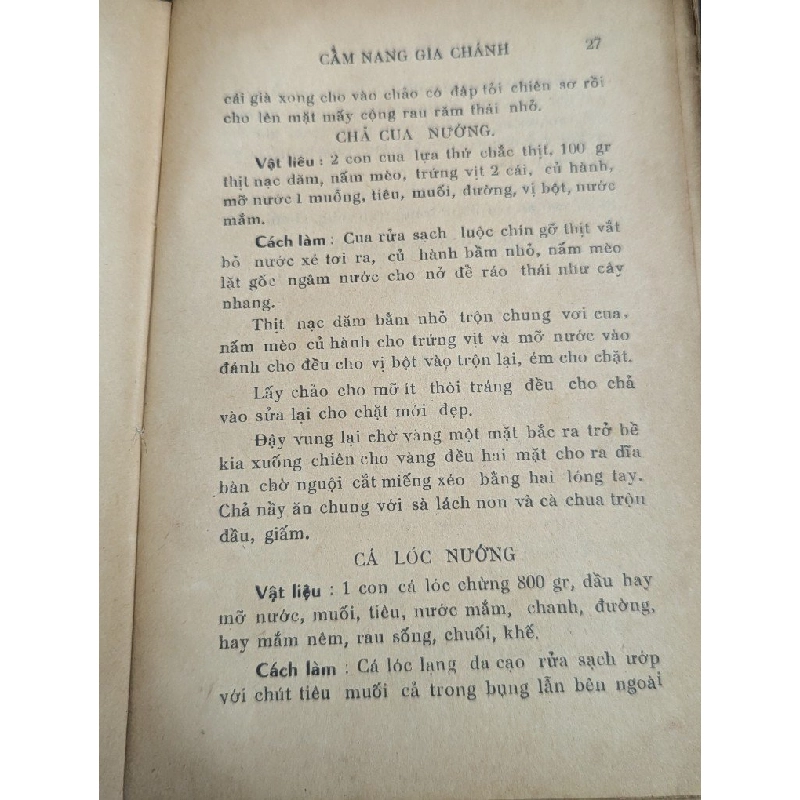 CẨM NANG GIA CHÁNH 27
cải già xong cho vào chảo có đập tỏi chiên sơ rồi
cho lên mặt mấy cộng rau răm thái nhỏ.
CHẢ CUA NƯỚNG.
Vật liêu : 2 con cua lựa thứ chắc thịt, 100 gr
thịt nạc dăm, nấm mèo, trứng vịt 2 cái, củ hành,
mỡ nước 1 muỗng, tiêu, muối, đường, vị bột, nước
mắm.
Cách làm : Cua rửa sạch luộc chín gỡ thịt vắt
bỏ nước xé tơi ra, củ hành bằm nhỏ, nấm mèo
lặt gốc ngâm nước cho nở để ráo thái như cây
nhang.
Thịt nạc dăm bằm nhỏ trộn chung vơi cua,
nấm mèo củ hành cho trứng vịt và mỡ nước vào
đánh cho đều cho vị bột vào trộn lại, ém cho chặt.
Lấy chảo cho mỡ ít thòi tráng đều cho chả
vào sửa lại cho chặt mới đẹp.
Đậy vung lại chờ vàng một mặt bắc ra trở bề
kia xuống chiên cho vàng đều hai mặt cho ra dĩa
bàn chờ nguội cắt miếng xéo bằng hai lóng tay.
Chả nầy ăn chung với sà lách non và cà chua trộn
dầu, giấm.
CÁ LÓC NƯỚNG
Vật liệu : 1 con cá lóc chừng 800 gr, dầu hay
mỡ nước, muối, tiêu, nước mắm, chanh, đường,
hay mắm nêm, rau sống, chuối, khế.
Cách làm : Cá lóc lạng da cạo rửa sạch ướp
với chút tiêu muối cả trong bụng lẫn bên ngoài